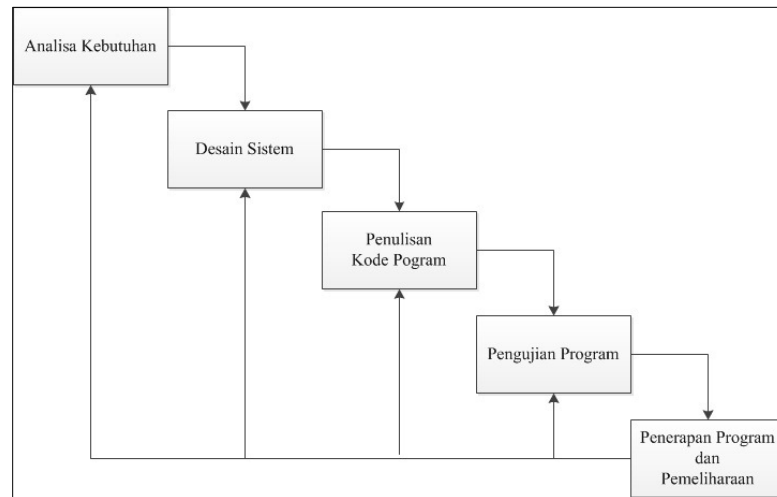 Analisa Kebutuhan
Desain Sistem
Penulisan
Kode Pogram
Pengujian Program
Penerapan Program
dan
Pemeliharaan